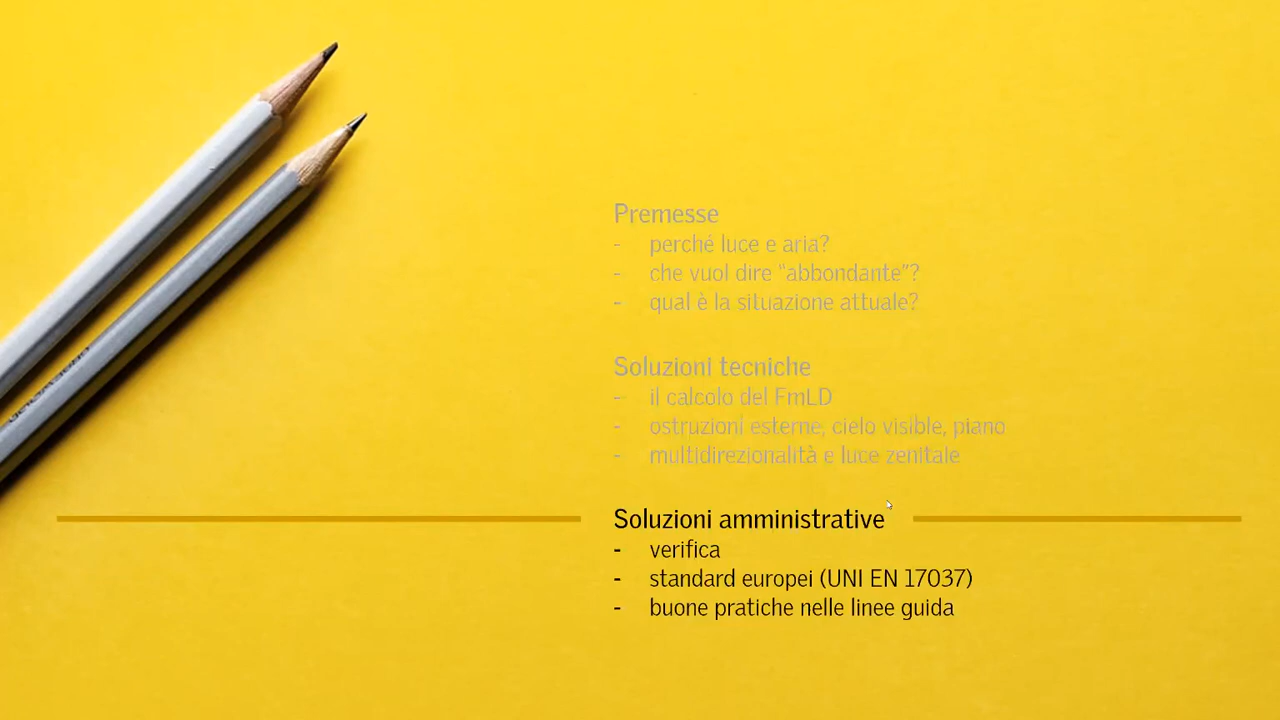 Premesse
- perché luce e aria?
- che vuol dire "abbondante"?
- qual è la situazione attuale?
Soluzioni tecniche
- il calcolo del FmLD
- ostruzioni esterne, cielo visibile, piano
- multidirezionalità e luce zenitale
Soluzioni amministrative
- verifica
- standard europei (UNI EN 17037)
- buone pratiche nelle linee guida